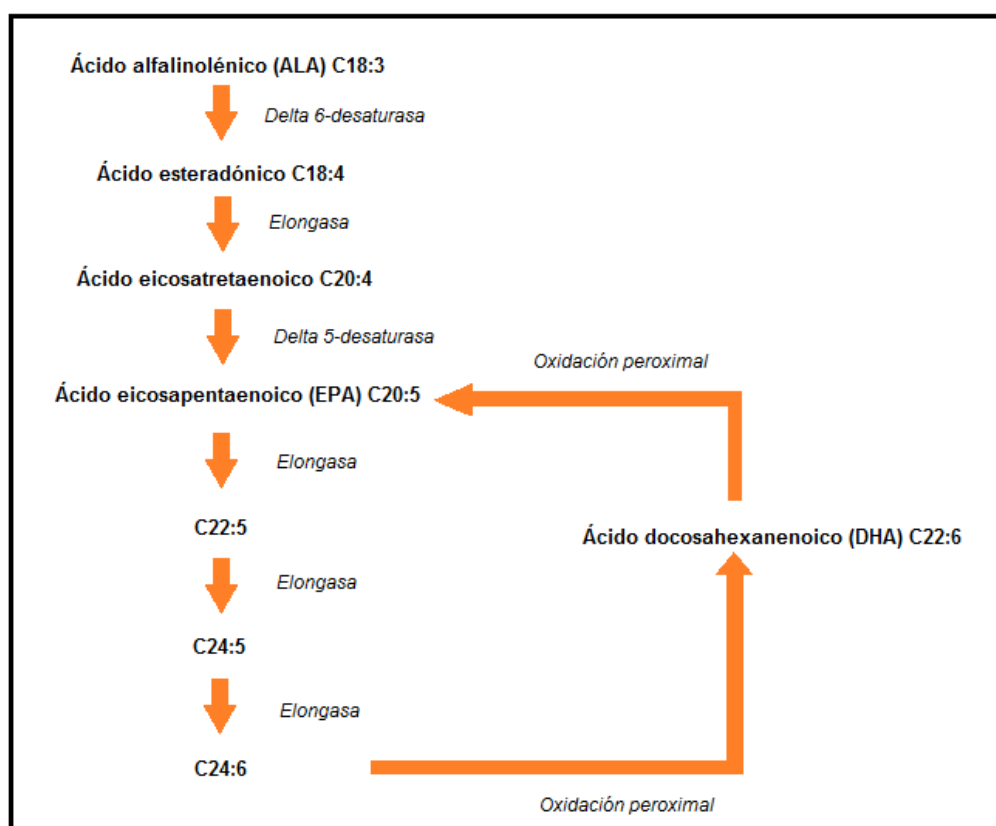 Ácido alfalinolénico (ALA) C18:3
Delta 6-desaturasa
Ácido esteradónico C18:4
Elongasa
Ácido eicosatretaenoico C20:4
Delta 5-desaturasa
Oxidación peroximal
Ácido eicosapentaenoico (EPA) C20:5
Elongasa
C22:5
Ácido docosahexanenoico (DHA) C22:6
Elongasa
C24:5
Elongasa
C24:6
Oxidación peroximal